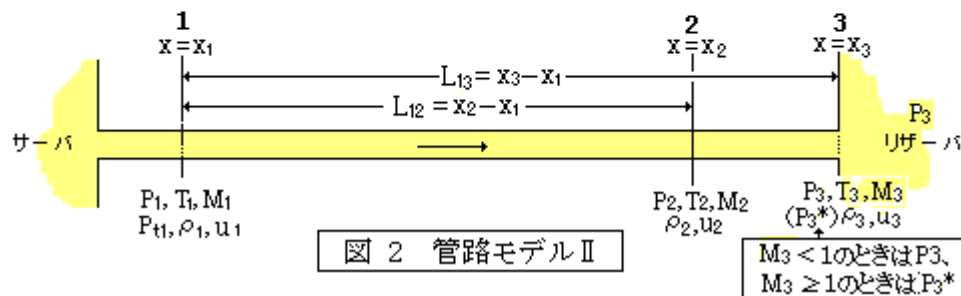 1 2 3
x=x₁ x=x₂ x=x₃
L₁₃=x₃−x₁
L₁₂=x₂−x₁
P₃
サーバ リザーバ
P₁,T₁,M₁ P₂,T₂,M₂ P₃,T₃,M₃
Pt₁,ρ₁,u₁ ρ₂,u₂ (P₃*)ρ₃,u₃
図 2 管路モデルⅡ
M₃<1のときはP3、
M₃≥1のときはP₃*